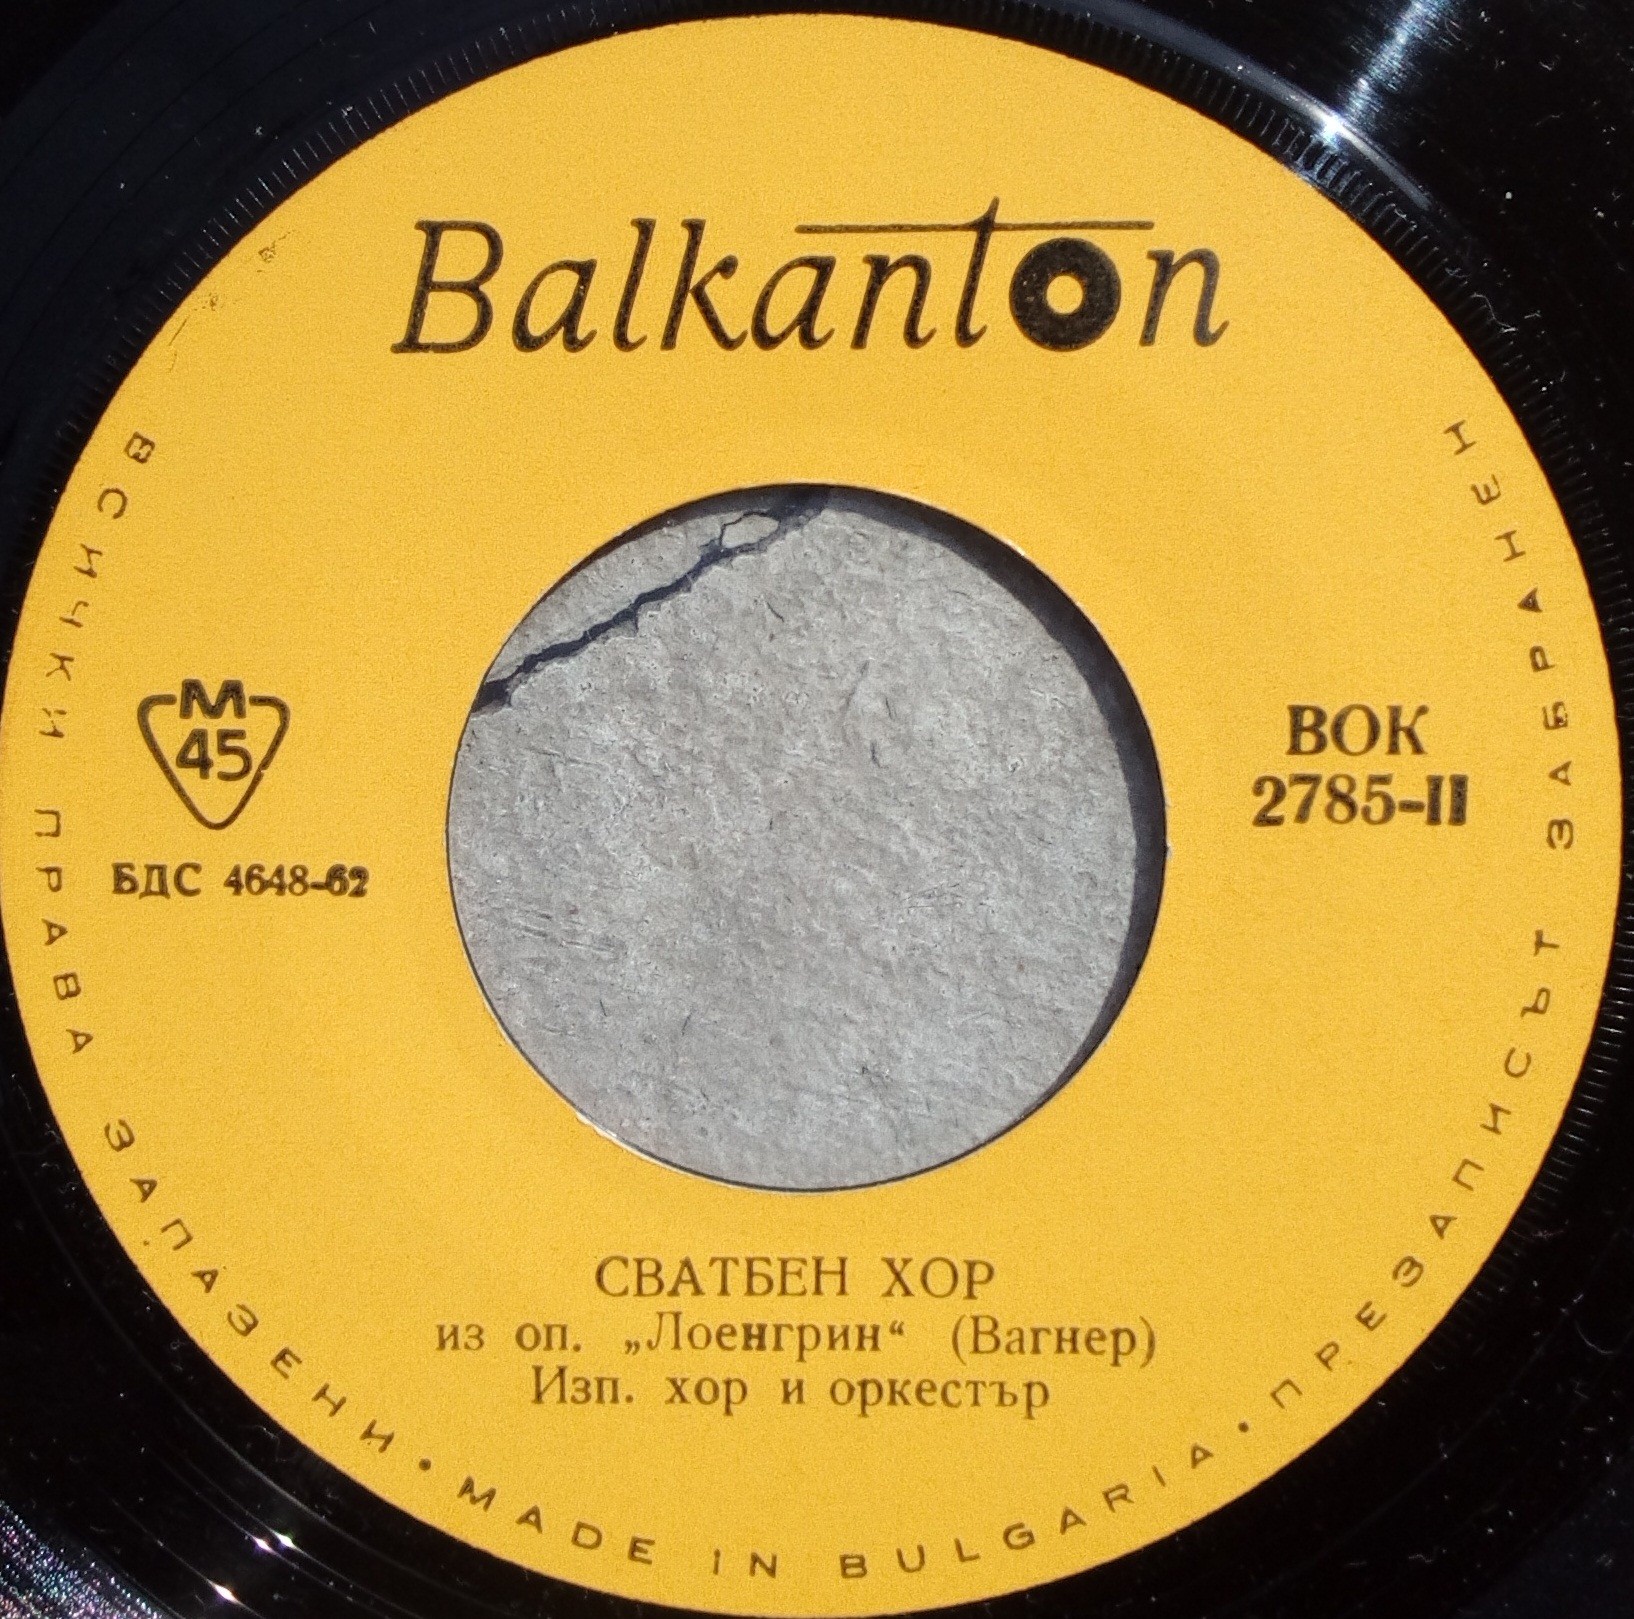 Balkanton
М
45
БДС 4648-62
ВОК
2785-II
СВАТБЕН ХОР
из оп. „Лоенгрин“ (Вагнер)
Изп. хор и оркестър
ВСИЧКИ ПРАВА ЗАПАЗЕНИ • MADE IN BULGARIA • ПРЕЗАПИСЪТ ЗАБРАНЕН